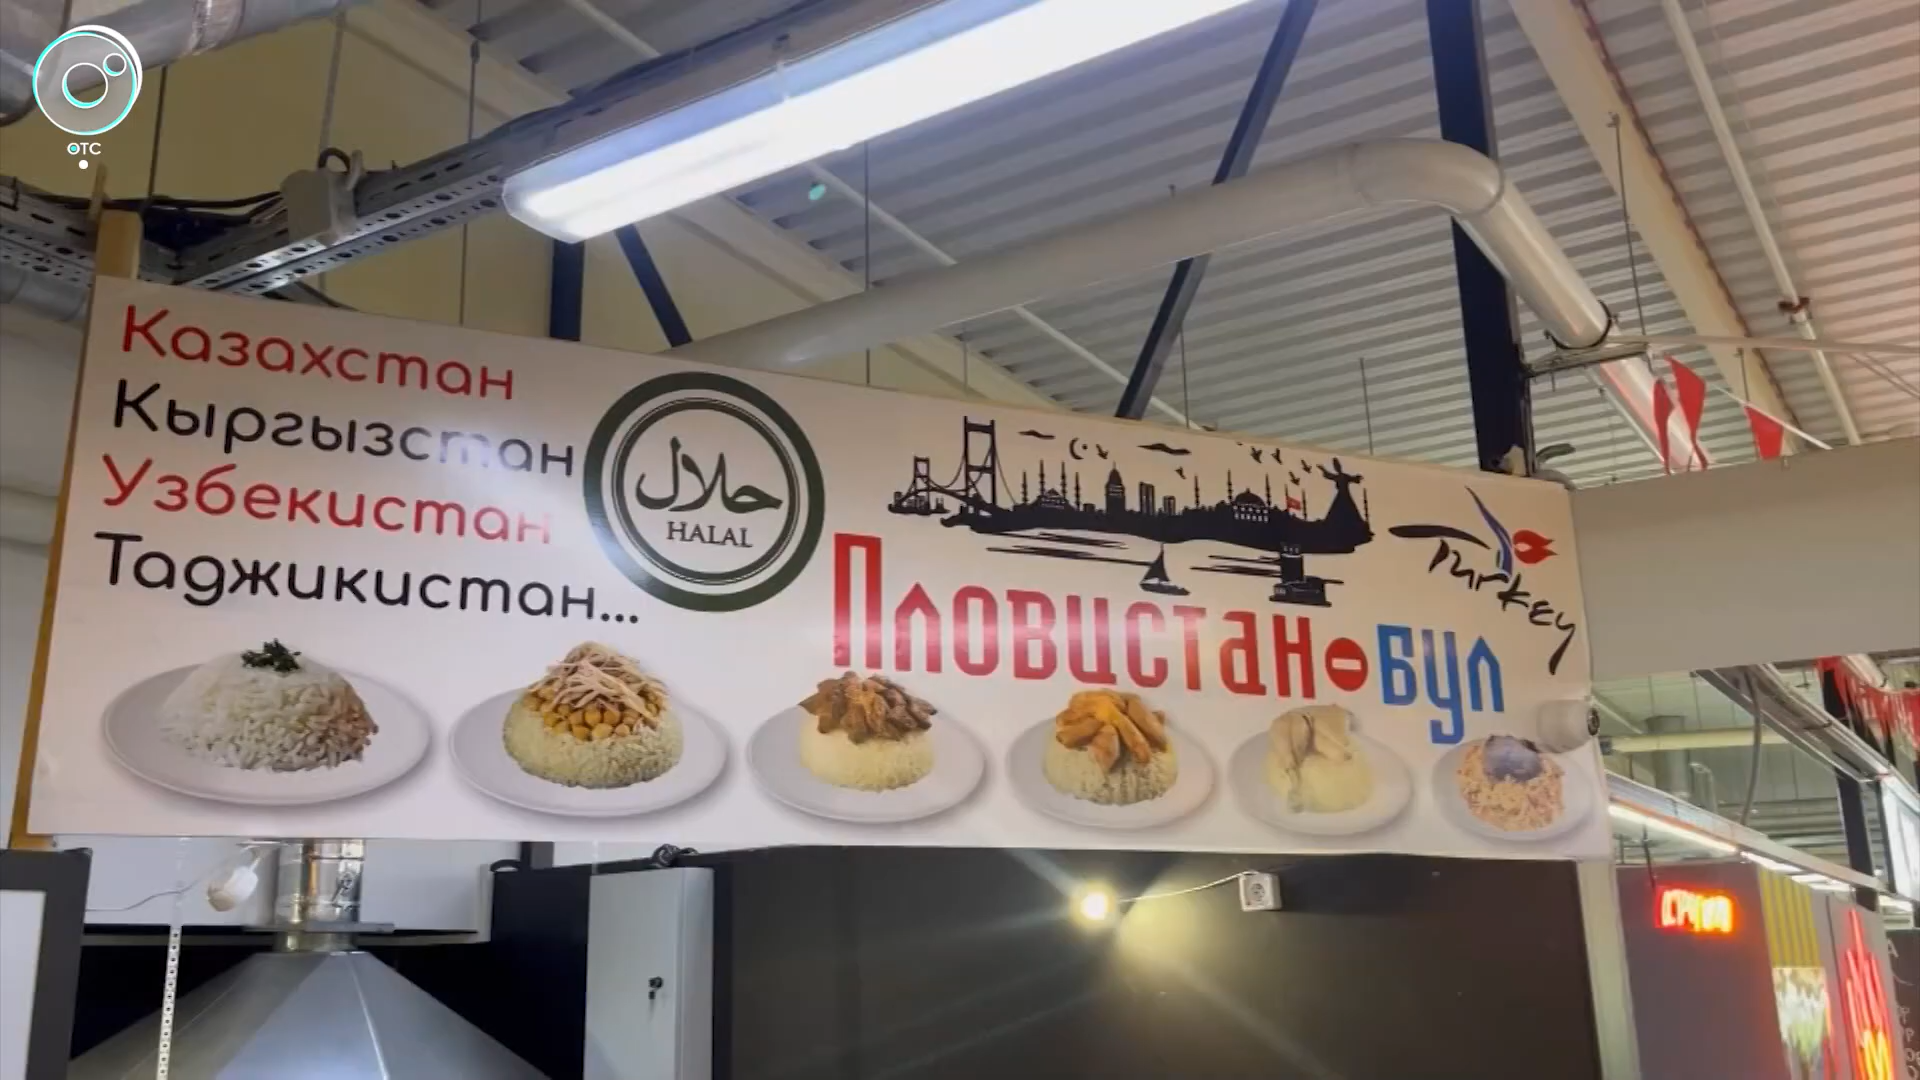 ОТС
Казахстан
Кыргызстан
Узбекистан
Таджикистан...
حلال
HALAL
Turkey
Пловистан-бул